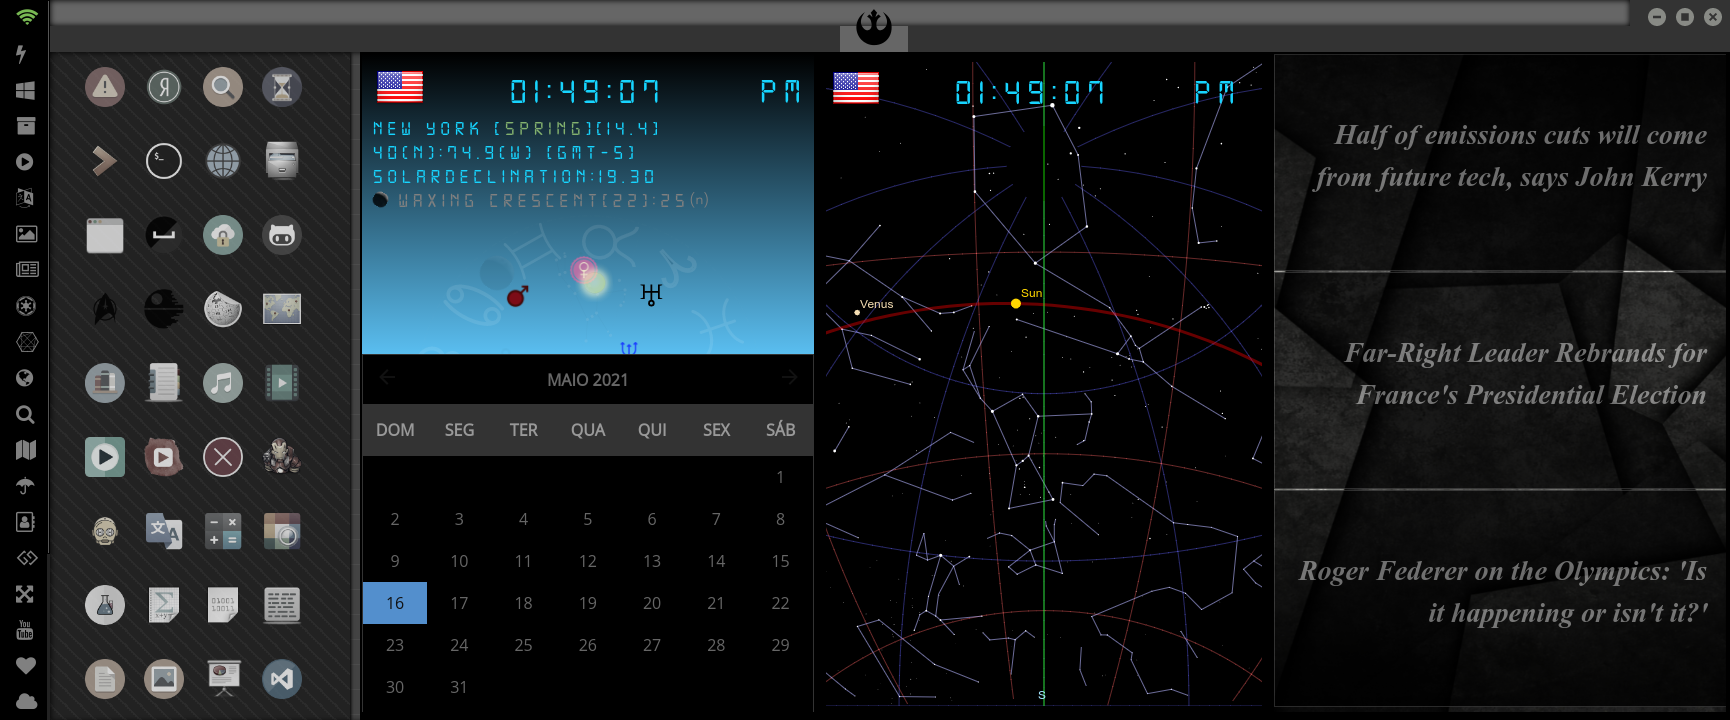 01:49:07 PM
NEW YORK [SPRING][14.4]
40(N):74.9(W) [GMT-5]
SOLARDECLINATION:19.30
WAXING CRESCENT[22]:25(n)
MAIO 2021
DOM SEG TER QUA QUI SEX SÁB
1
2 3 4 5 6 7 8
9 10 11 12 13 14 15
16 17 18 19 20 21 22
23 24 25 26 27 28 29
30 31
01:49:07 PM
Sun
Venus
S
Half of emissions cuts will come
from future tech, says John Kerry
Far-Right Leader Rebrands for
France's Presidential Election
Roger Federer on the Olympics: 'Is
it happening or isn't it?'
You
Tube